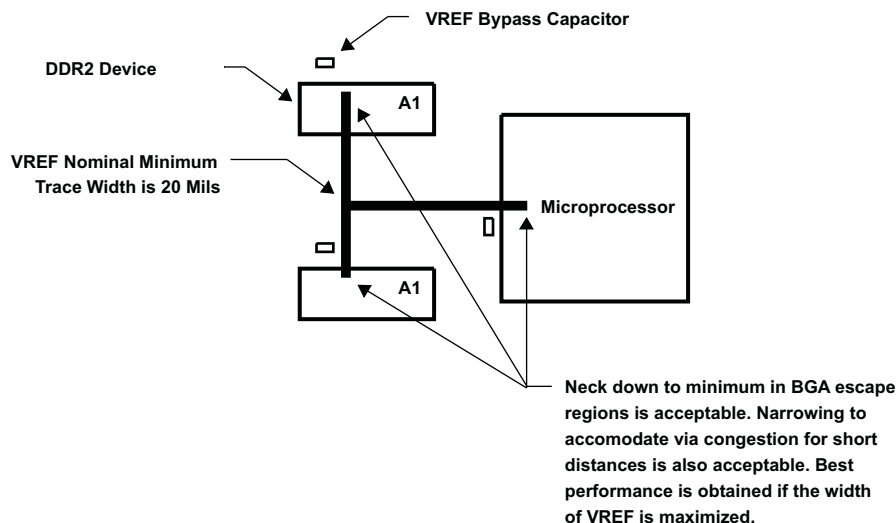 VREF Bypass Capacitor
DDR2 Device
A1
VREF Nominal Minimum
Trace Width is 20 Mils
Microprocessor
A1
Neck down to minimum in BGA escape
regions is acceptable. Narrowing to
accomodate via congestion for short
distances is also acceptable. Best
performance is obtained if the width
of VREF is maximized.